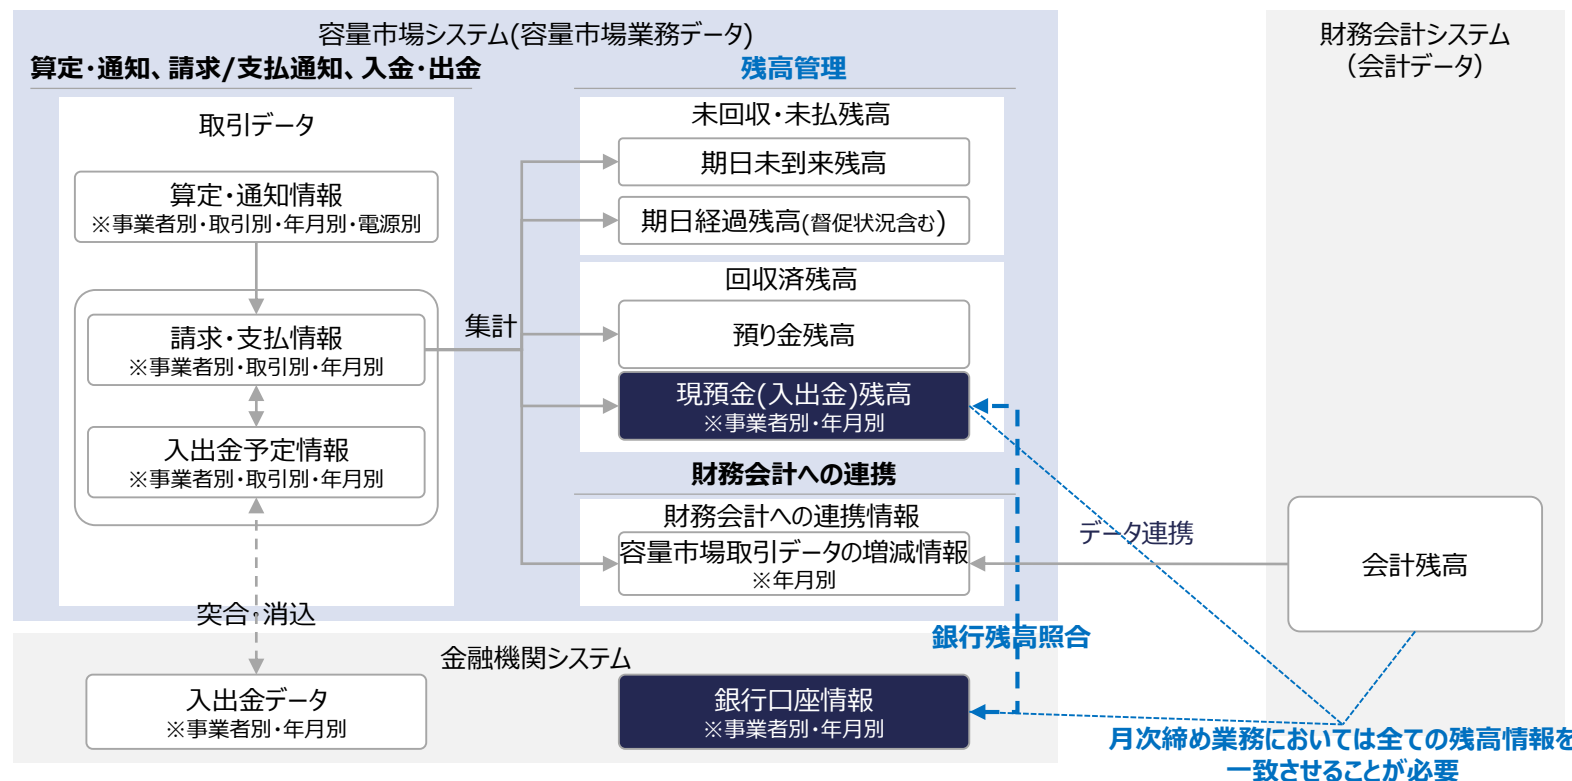 容量市場システム(容量市場業務データ)
算定・通知、請求/支払通知、入金・出金
取引データ
算定・通知情報
※事業者別・取引別・年月別・電源別
請求・支払情報
※事業者別・取引別・年月別
入出金予定情報
※事業者別・取引別・年月別
集計
突合・消込
残高管理
未回収・未払残高
期日未到来残高
期日経過残高(督促状況含む)
回収済残高
預り金残高
現預金(入出金)残高
※事業者別・年月別
財務会計への連携
財務会計への連携情報
容量市場取引データの増減情報
※年月別
財務会計システム
(会計データ)
データ連携
会計残高
銀行残高照合
金融機関システム
入出金データ
※事業者別・年月別
銀行口座情報
※事業者別・年月別
月次締め業務においては全ての残高情報を
一致させることが必要